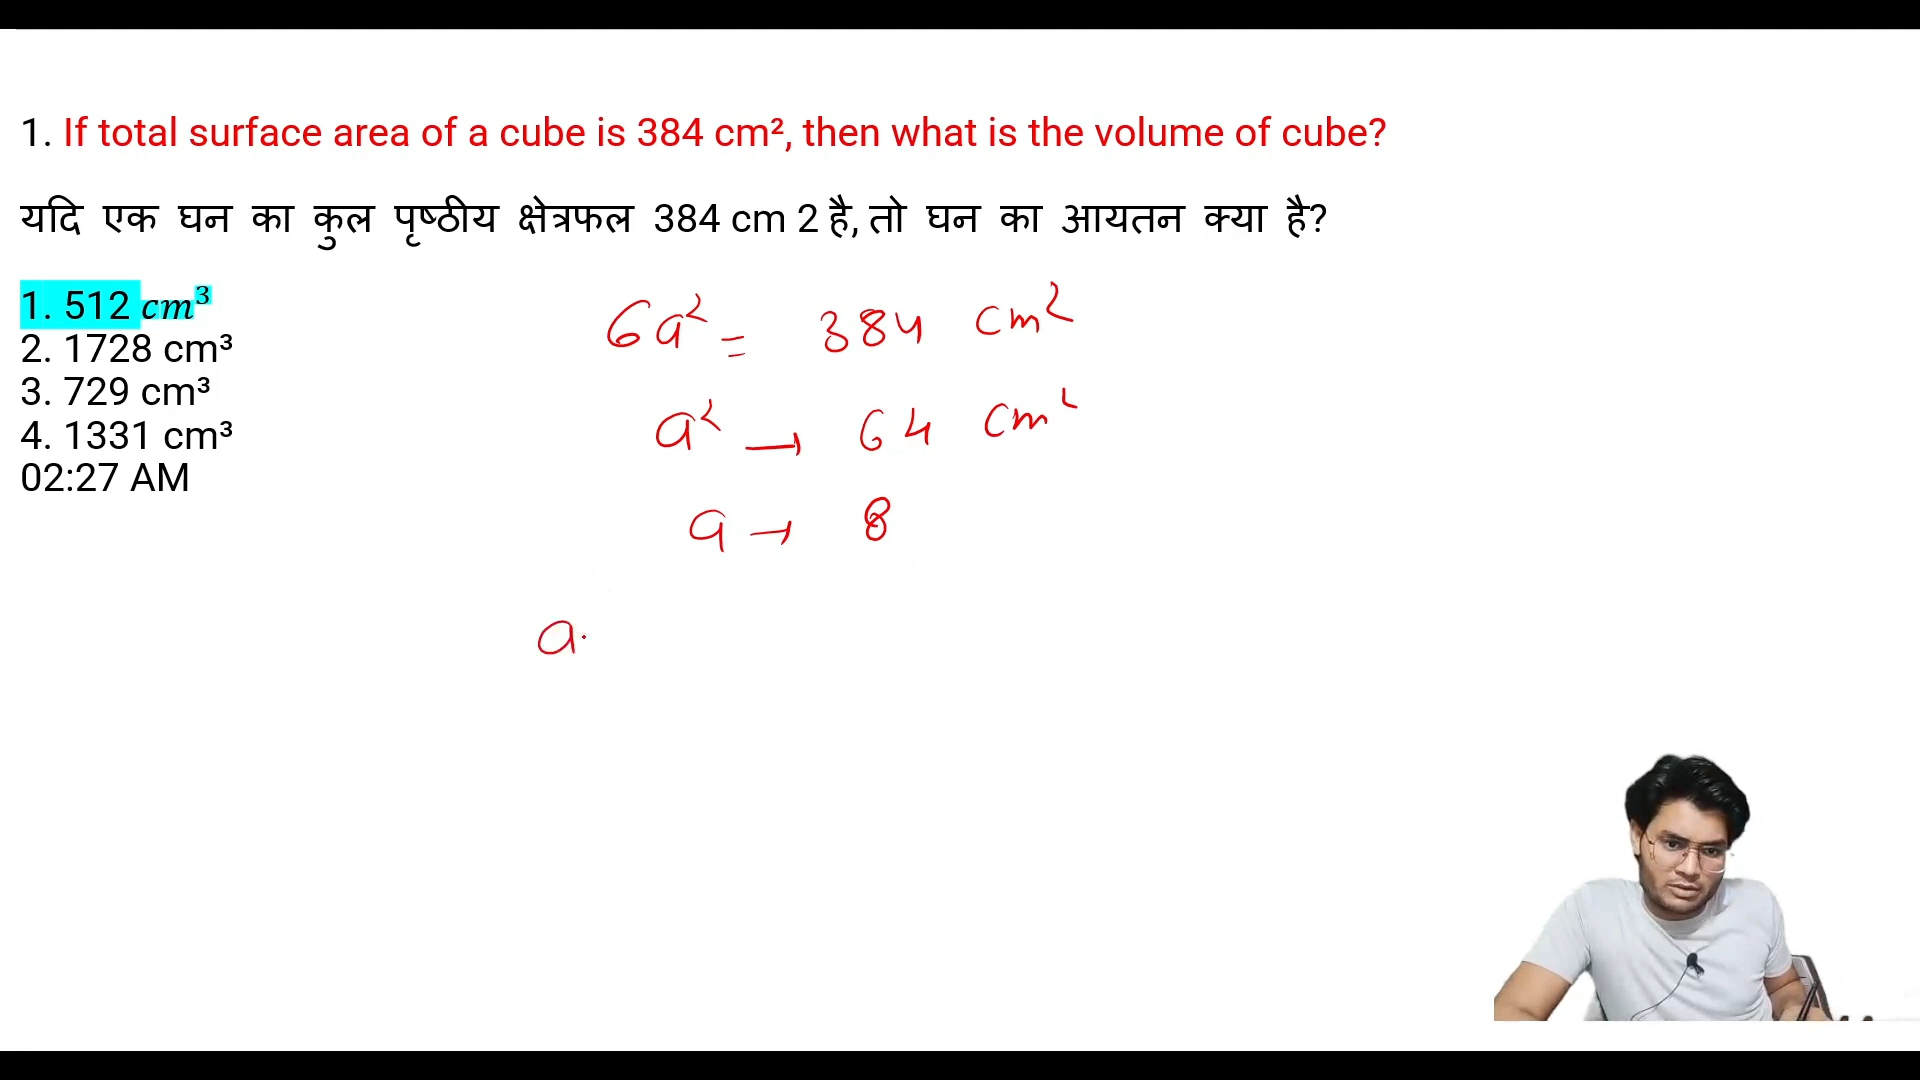 1. If total surface area of a cube is 384 cm², then what is the volume of cube?
यदि एक घन का कुल पृष्ठीय क्षेत्रफल 384 cm 2 है, तो घन का आयतन क्या है?
1. 512 cm³
2. 1728 cm³
3. 729 cm³
4. 1331 cm³
02:27 AM
6a² = 384 cm²
a² → 64 cm²
a → 8
a